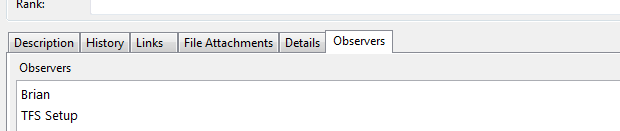 Rank:
Description History Links File Attachments Details Observers
Observers
Brian
TFS Setup